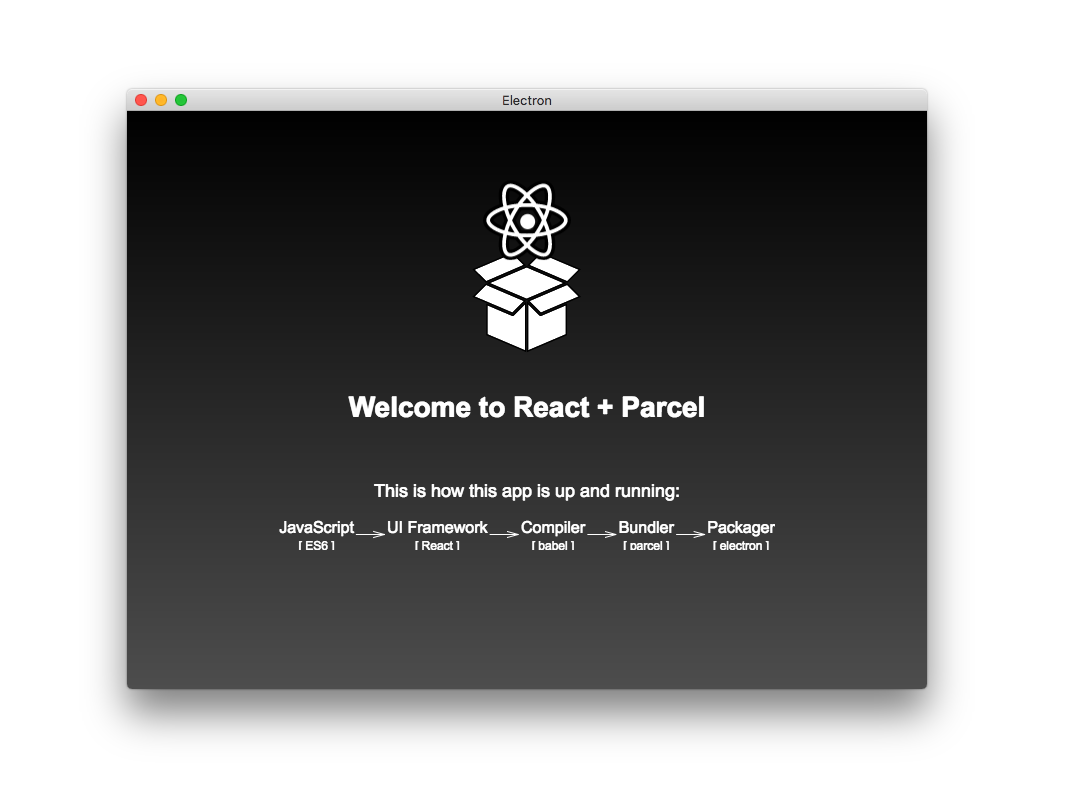 Electron
Welcome to React + Parcel
This is how this app is up and running:
JavaScript UI Framework Compiler Bundler Packager
[ ES6 ] [ React ] [ babel ] [ parcel ] [ electron ]